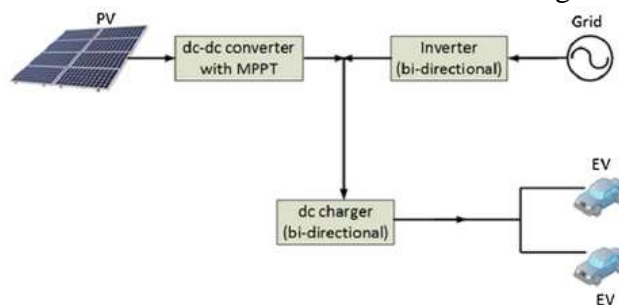 PV
Grid
dc-dc converter
with MPPT
Inverter
(bi-directional)
EV
dc charger
(bi-directional)
EV